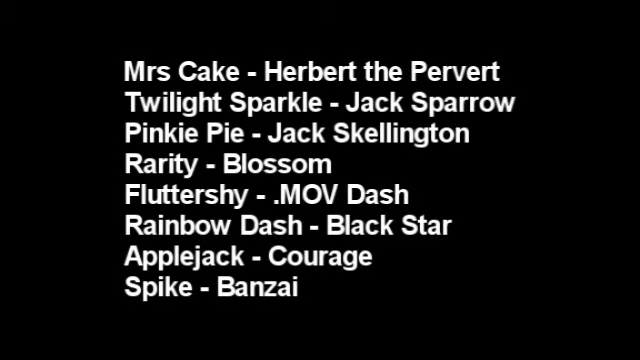 Mrs Cake - Herbert the Pervert
Twilight Sparkle - Jack Sparrow
Pinkie Pie - Jack Skellington
Rarity - Blossom
Fluttershy - .MOV Dash
Rainbow Dash - Black Star
Applejack - Courage
Spike - Banzai